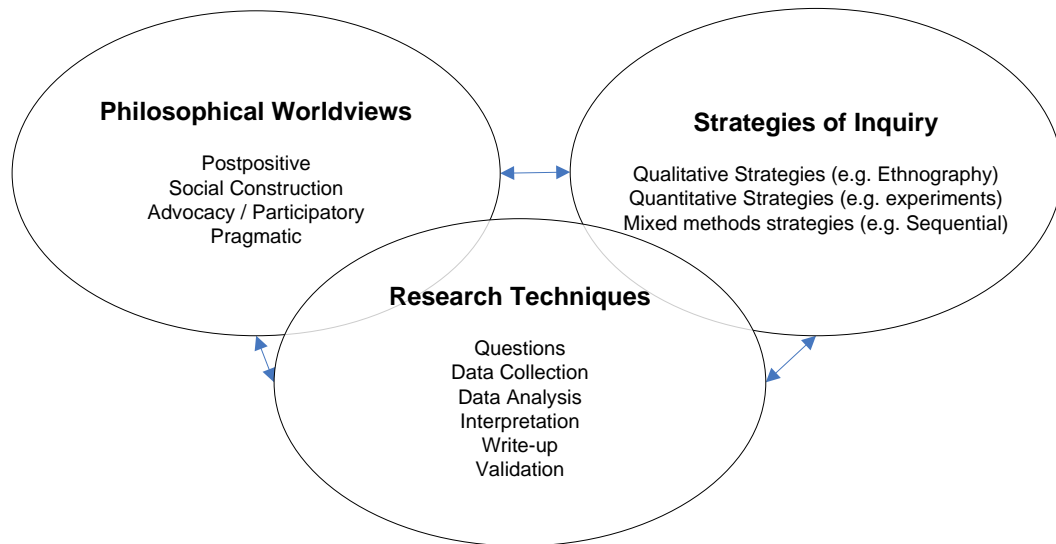 Philosophical Worldviews
Postpositive
Social Construction
Advocacy / Participatory
Pragmatic
Strategies of Inquiry
Qualitative Strategies (e.g. Ethnography)
Quantitative Strategies (e.g. experiments)
Mixed methods strategies (e.g. Sequential)
Research Techniques
Questions
Data Collection
Data Analysis
Interpretation
Write-up
Validation